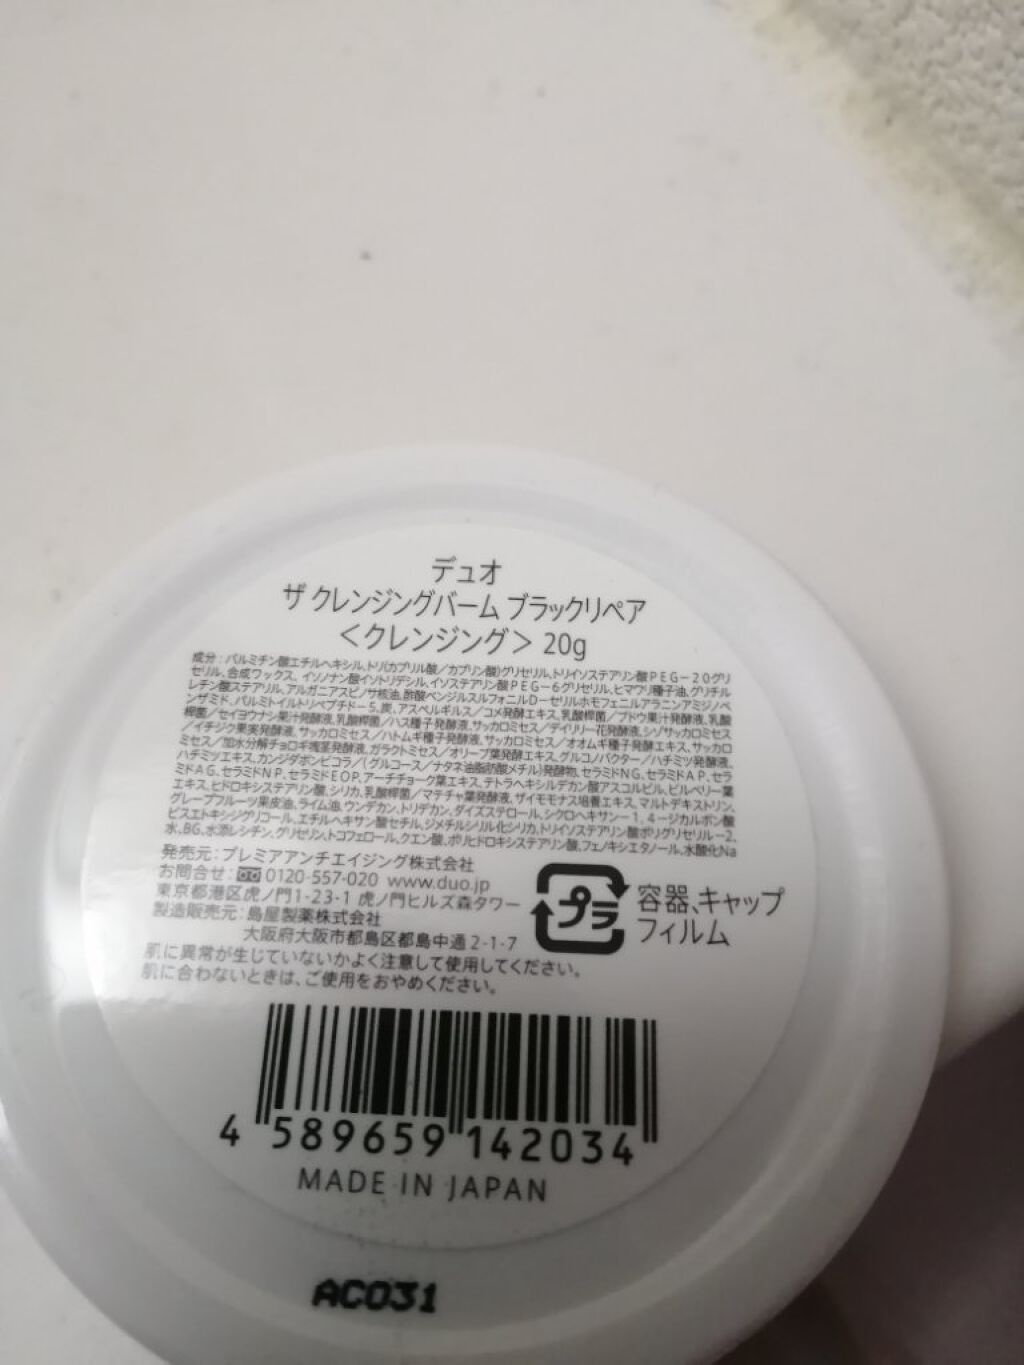 デュオ
ザ クレンジングバーム ブラックリペア
＜クレンジング＞ 20g
成分：パルミチン酸エチルヘキシル、トリ(カプリル酸／カプリン酸)グリセリル、トリイソステアリン酸ＰＥＧ－２０グリ
セリル、合成ワックス、イソノナン酸イソトリデシル、イソステアリン酸ＰＥＧ－６グリセリル、ヒマワリ種子油、グリチル
レチン酸ステアリル、アルガニアスピノサ核油、酢酸ベンジルスルフォニルＤ－セリルホモフェニルアラニンアミジノベ
ンザミド、パルミトイルトリペプチド－５、炭、アスペルギルス／コメ発酵エキス、乳酸桿菌／ブドウ果汁発酵液、乳酸
桿菌／セイヨウナシ果汁発酵液、乳酸桿菌／ハス種子発酵液、サッカロミセス／デイリリー花発酵液、シゾサッカロミセス
／イチジク果実発酵液、サッカロミセス／ハトムギ種子発酵液、サッカロミセス／オオムギ種子発酵エキス、サッカロ
ミセス／加水分解チョロギ塊茎発酵液、ガラクトミセス／オリーブ葉発酵エキス、グルコノバクター／ハチミツ発酵液、
ハチミツエキス、カンジダボンビコラ／(グルコース／ナタネ油脂肪酸メチル)発酵物、セラミドＮＧ、セラミドＡＰ、セラ
ミドＡＧ、セラミドＮＰ、セラミドＥＯＰ、アーチチョーク葉エキス、テトラヘキシルデカン酸アスコルビル、ビルベリー葉
エキス、ヒドロキシステアリン酸、シリカ、乳酸桿菌／マテチャ葉発酵液、ザイモモナス培養エキス、マルトデキストリン、
グレープフルーツ果皮油、ライム油、ウンデカン、トリデカン、ダイズステロール、シクロヘキサン－１，４－ジカルボン酸
ビスエトキシジグリコール、エチルヘキサン酸セチル、ジメチルシリル化シリカ、トリイソステアリン酸ポリグリセリル－２、
水、ＢＧ、水添レシチン、グリセリン、トコフェロール、クエン酸、ポリヒドロキシステアリン酸、フェノキシエタノール、水酸化Na
発売元：プレミアアンチエイジング株式会社
お問合せ：0120-557-020 www.duo.jp
東京都港区虎ノ門1-23-1 虎ノ門ヒルズ森タワー
製造販売元：島屋製薬株式会社
大阪府大阪市都島区都島中通2-1-7
プラ
容器、キャップ
フィルム
肌に異常が生じていないかよく注意して使用してください。
肌に合わないときは、ご使用をおやめください。
4 589659 142034
MADE IN JAPAN
AC031